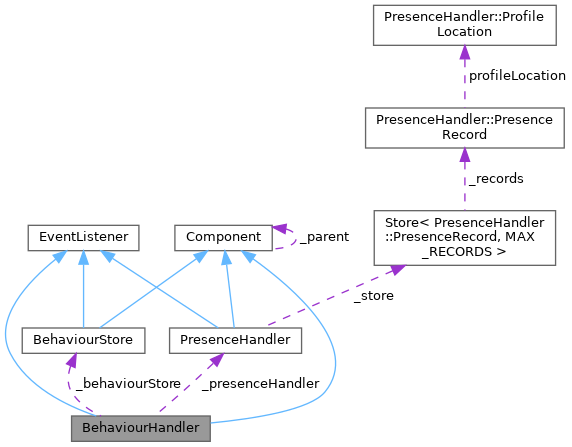 PresenceHandler::Profile
Location
profileLocation
PresenceHandler::Presence
Record
_records
Store< PresenceHandler
::PresenceRecord, MAX
_RECORDS >
EventListener
Component
_parent
_store
BehaviourStore
PresenceHandler
_behaviourStore
_presenceHandler
BehaviourHandler